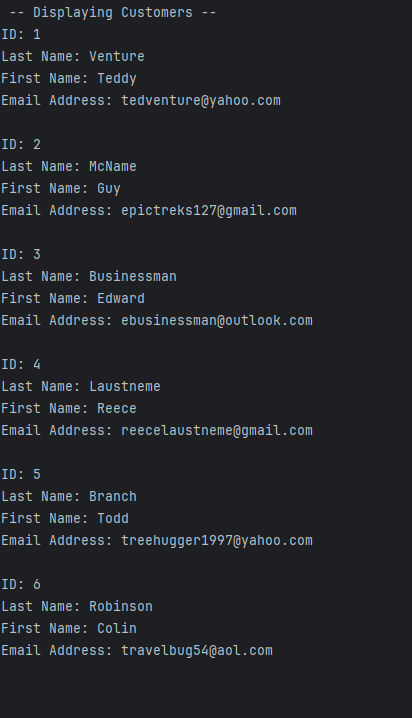 -- Displaying Customers --
ID: 1
Last Name: Venture
First Name: Teddy
Email Address: tedventure@yahoo.com
ID: 2
Last Name: McName
First Name: Guy
Email Address: epictreks127@gmail.com
ID: 3
Last Name: Businessman
First Name: Edward
Email Address: ebusinessman@outlook.com
ID: 4
Last Name: Laustneme
First Name: Reece
Email Address: reecelaustneme@gmail.com
ID: 5
Last Name: Branch
First Name: Todd
Email Address: treehugger1997@yahoo.com
ID: 6
Last Name: Robinson
First Name: Colin
Email Address: travelbug54@aol.com